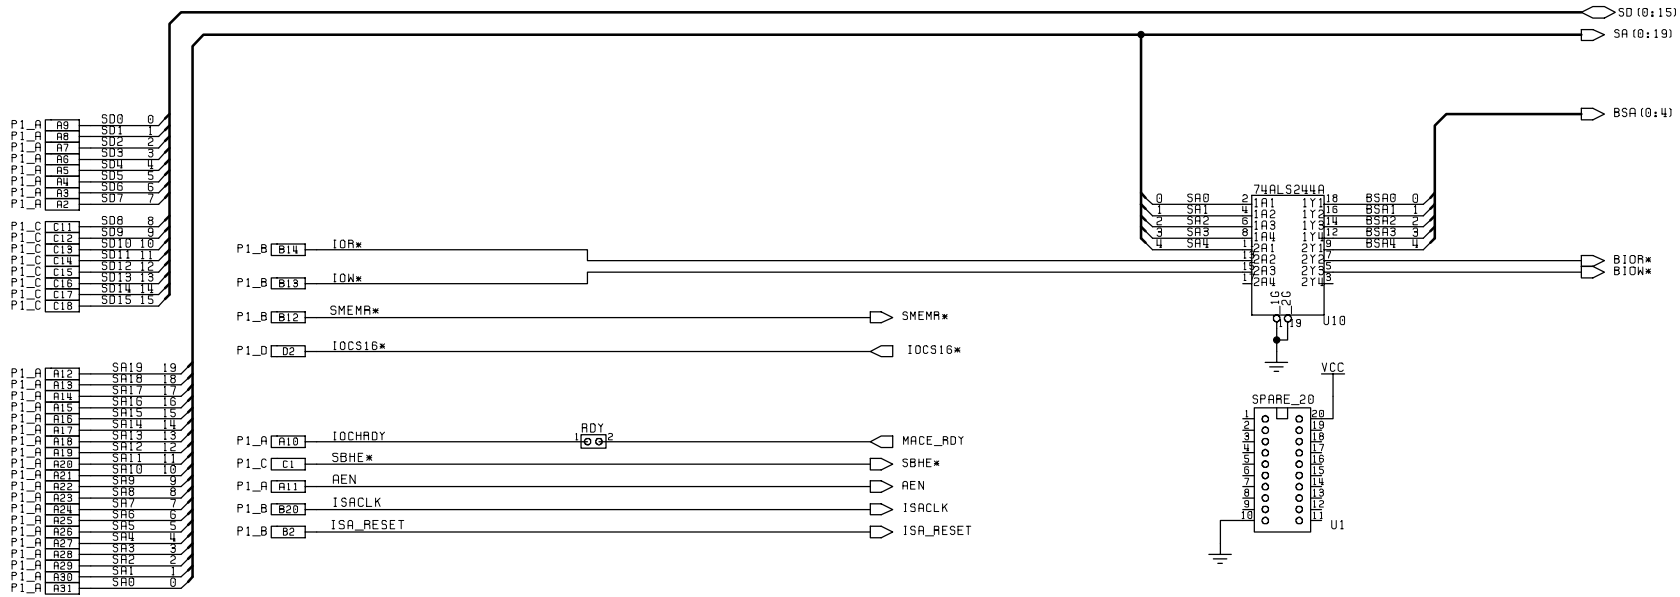 SD(0:15)
SA(0:19)
BSA(0:4)
P1_A A9 SD0 0
P1_A A8 SD1 1
P1_A A7 SD2 2
P1_A A6 SD3 3
P1_A A5 SD4 4
P1_A A4 SD5 5
P1_A A3 SD6 6
P1_A A2 SD7 7
P1_C C11 SD8 8
P1_C C12 SD9 9
P1_C C13 SD10 10
P1_C C14 SD11 11
P1_C C15 SD12 12
P1_C C16 SD13 13
P1_C C17 SD14 14
P1_C C18 SD15 15
P1_A A12 SA19 19
P1_A A13 SA18 18
P1_A A14 SA17 17
P1_A A15 SA16 16
P1_A A16 SA15 15
P1_A A17 SA14 14
P1_A A18 SA13 13
P1_A A19 SA12 12
P1_A A20 SA11 11
P1_A A21 SA10 10
P1_A A22 SA9 9
P1_A A23 SA8 8
P1_A A24 SA7 7
P1_A A25 SA6 6
P1_A A26 SA5 5
P1_A A27 SA4 4
P1_A A28 SA3 3
P1_A A29 SA2 2
P1_A A30 SA1 1
P1_A A31 SA0 0
P1_B B14 IOR*
P1_B B13 IOW*
P1_B B12 SMEMR* SMEMR*
P1_D D2 IOCS16* IOCS16*
RDY
P1_A A10 IOCHRDY 1 2 MACE_RDY
P1_C C1 SBHE* SBHE*
P1_A A11 AEN AEN
P1_B B20 ISACLK ISACLK
P1_B B2 ISA_RESET ISA_RESET
74ALS244A
0 SA0 2 1A1 1Y1 18 BSA0 0
1 SA1 4 1A2 1Y2 16 BSA1 1
2 SA2 6 1A3 1Y3 14 BSA2 2
3 SA3 8 1A4 1Y4 12 BSA3 3
4 SA4 2A1 2Y1 9 BSA4 4
2A2 2Y2 7 BIOR*
2A3 2Y3 5 BIOW*
2A4 2Y4 3
1G 2G
1 19
U10
VCC
SPARE_20
1 20
2 19
3 18
4 17
5 16
6 15
7 14
8 13
9 12
10 11
U1